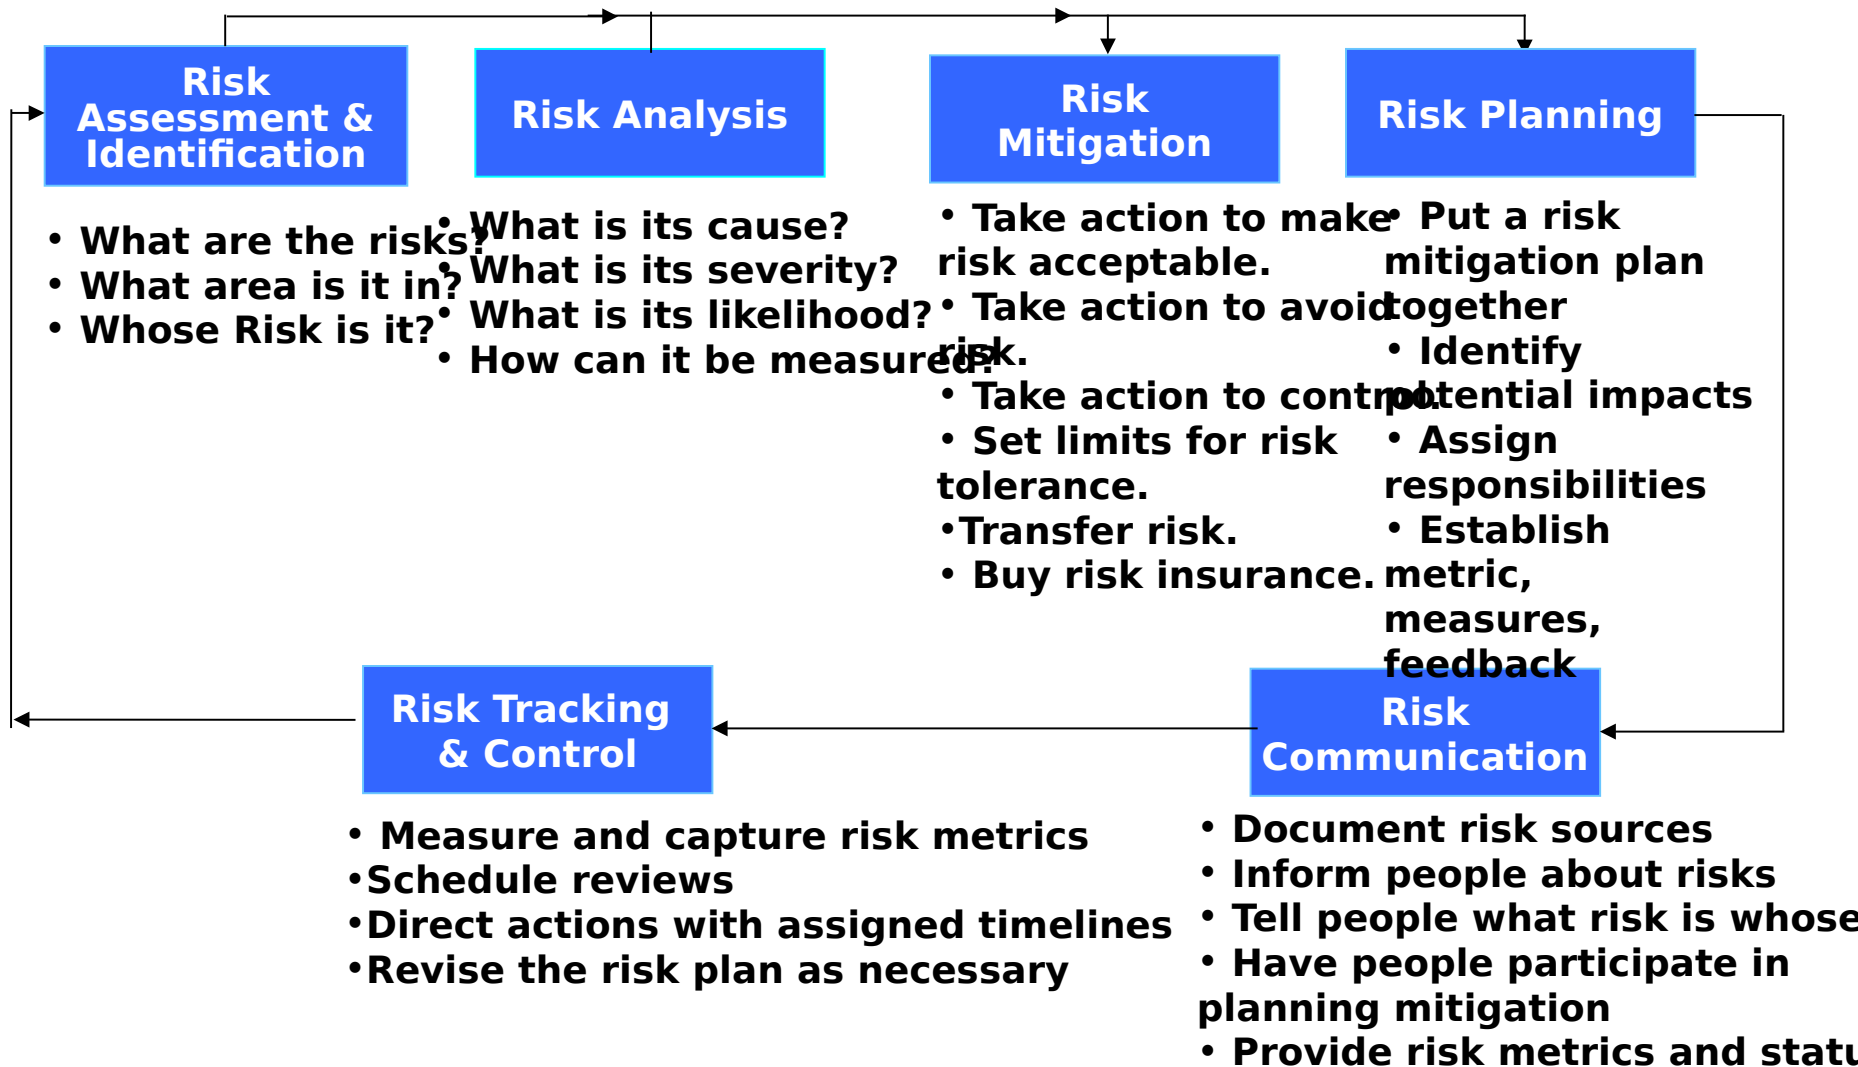 Risk
Assessment &
Identification
• What are the risks?
• What area is it in?
• Whose Risk is it?
Risk Analysis
• What is its cause?
• What is its severity?
• What is its likelihood?
• How can it be measured?
Risk
Mitigation
• Take action to make
risk acceptable.
• Take action to avoid
risk.
• Take action to control.
• Set limits for risk
tolerance.
•Transfer risk.
• Buy risk insurance.
Risk Planning
• Put a risk
mitigation plan
together
• Identify
potential impacts
• Assign
responsibilities
• Establish
metric,
measures,
feedback
Risk Tracking
& Control
• Measure and capture risk metrics
•Schedule reviews
•Direct actions with assigned timelines
•Revise the risk plan as necessary
Risk
Communication
• Document risk sources
• Inform people about risks
• Tell people what risk is whose
• Have people participate in
planning mitigation
• Provide risk metrics and statu